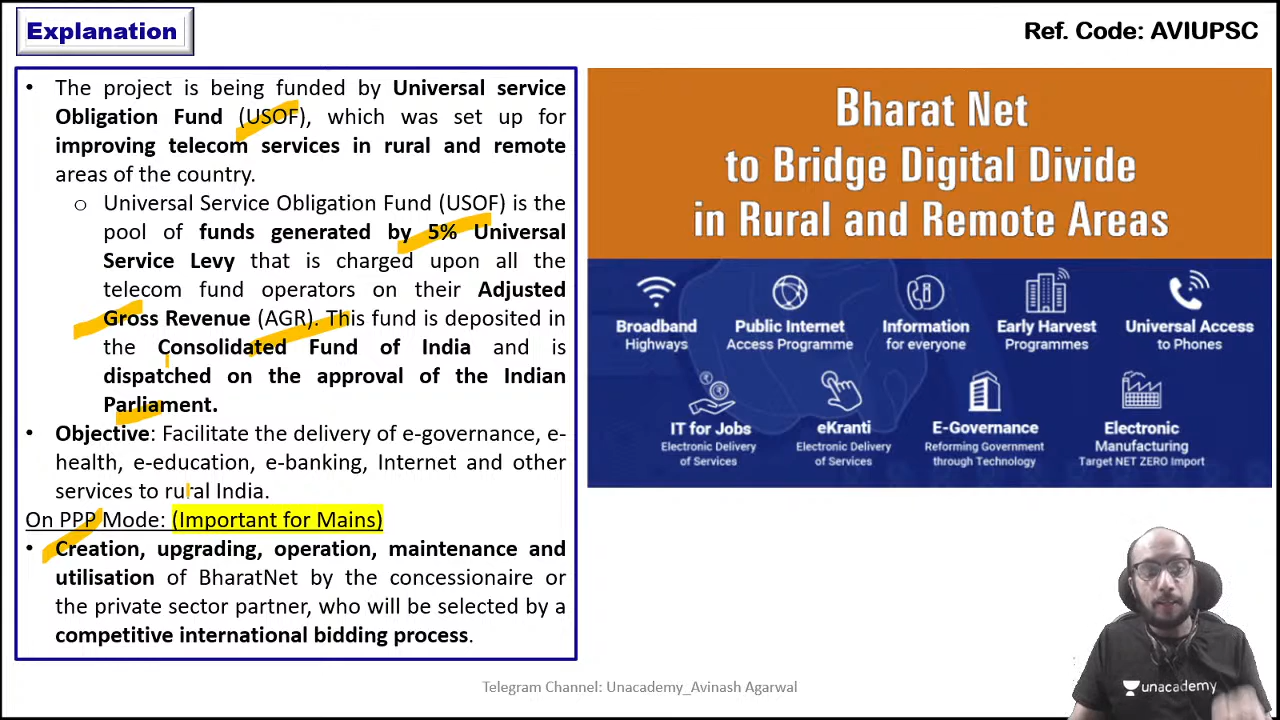 Explanation
Ref. Code: AVIUPSC
• The project is being funded by Universal service
Obligation Fund (USOF), which was set up for
improving telecom services in rural and remote
areas of the country.
o Universal Service Obligation Fund (USOF) is the
pool of funds generated by 5% Universal
Service Levy that is charged upon all the
telecom fund operators on their Adjusted
Gross Revenue (AGR). This fund is deposited in
the Consolidated Fund of India and is
dispatched on the approval of the Indian
Parliament.
• Objective: Facilitate the delivery of e-governance, e-
health, e-education, e-banking, Internet and other
services to rural India.
On PPP Mode: (Important for Mains)
• Creation, upgrading, operation, maintenance and
utilisation of BharatNet by the concessionaire or
the private sector partner, who will be selected by a
competitive international bidding process.
Bharat Net
to Bridge Digital Divide
in Rural and Remote Areas
Broadband
Highways
Public Internet
Access Programme
Information
for everyone
Early Harvest
Programmes
Universal Access
to Phones
IT for Jobs
Electronic Delivery
of Services
eKranti
Electronic Delivery
of Services
E-Governance
Reforming Government
through Technology
Electronic
Manufacturing
Target NET ZERO Import
unacademy
Telegram Channel: Unacademy_Avinash Agarwal